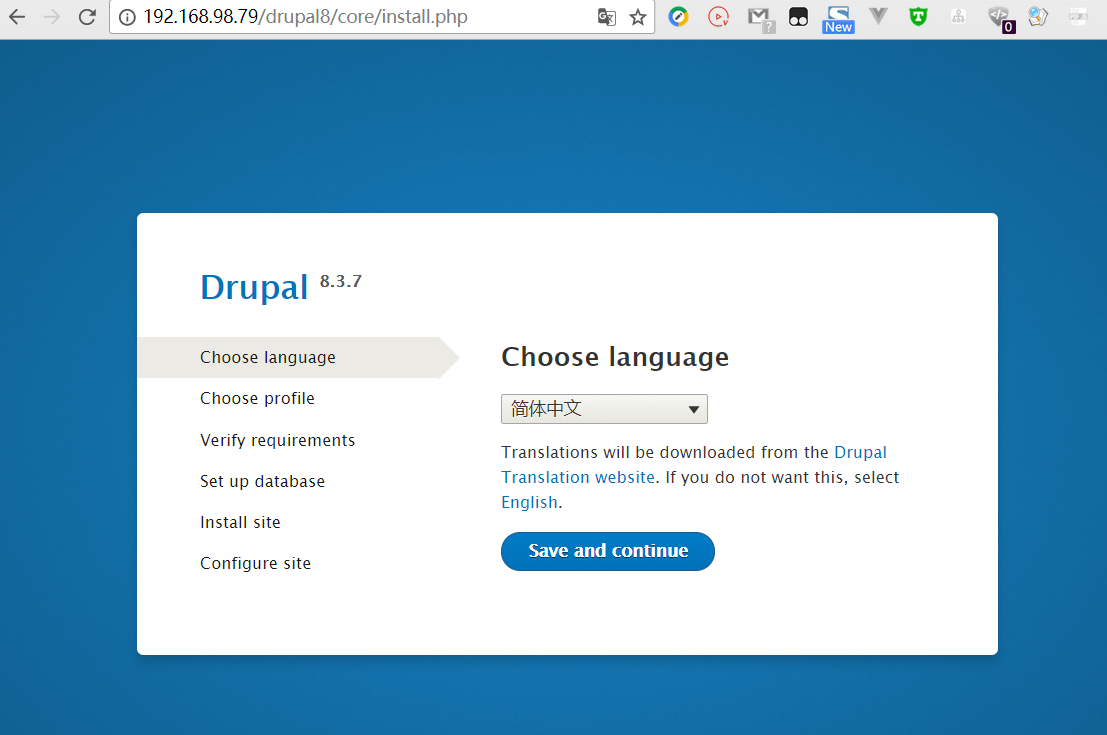 192.168.98.79/drupal8/core/install.php
New
0
Drupal 8.3.7
Choose language
Choose profile
Verify requirements
Set up database
Install site
Configure site
Choose language
简体中文
Translations will be downloaded from the Drupal
Translation website. If you do not want this, select
English.
Save and continue